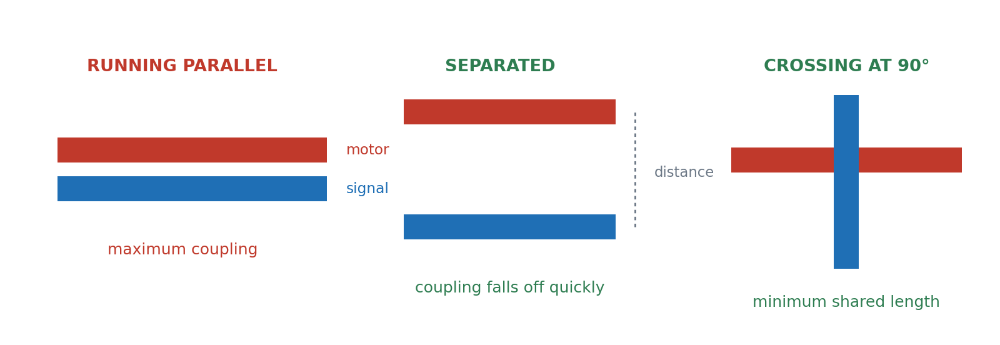 RUNNING PARALLEL
motor
signal
maximum coupling
SEPARATED
distance
coupling falls off quickly
CROSSING AT 90°
minimum shared length